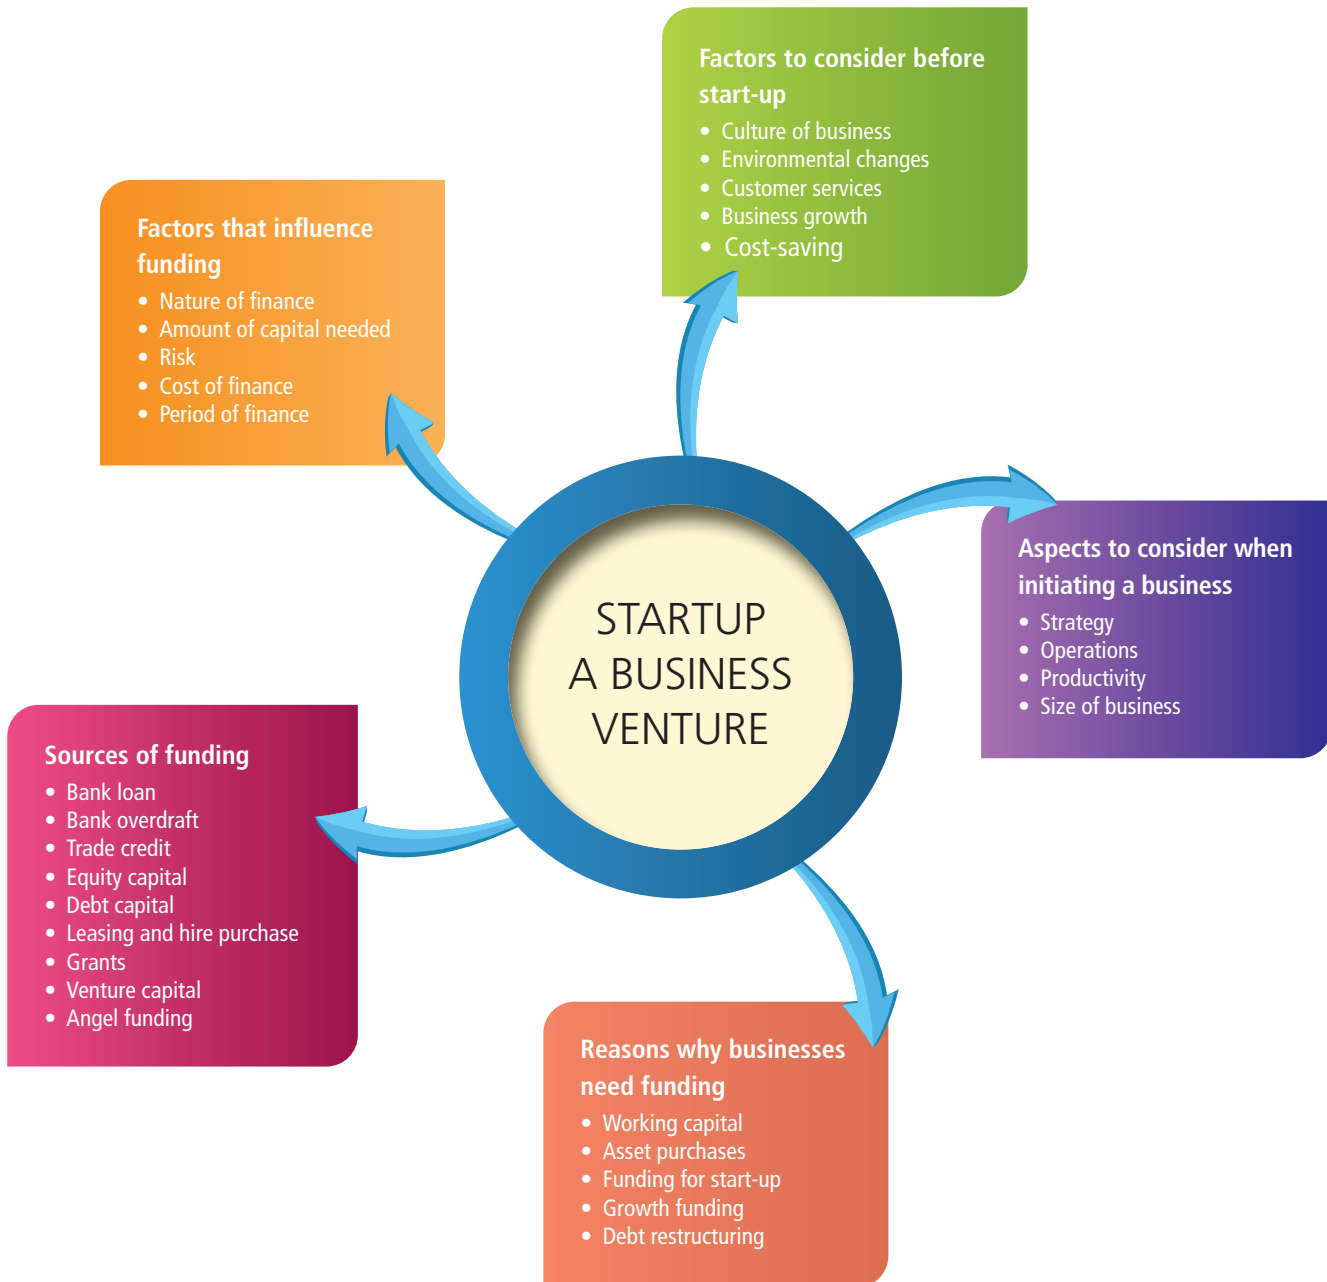 Factors to consider before
start-up
• Culture of business
• Environmental changes
• Customer services
• Business growth
• Cost-saving
Factors that influence
funding
• Nature of finance
• Amount of capital needed
• Risk
• Cost of finance
• Period of finance
STARTUP
A BUSINESS
VENTURE
Aspects to consider when
initiating a business
• Strategy
• Operations
• Productivity
• Size of business
Sources of funding
• Bank loan
• Bank overdraft
• Trade credit
• Equity capital
• Debt capital
• Leasing and hire purchase
• Grants
• Venture capital
• Angel funding
Reasons why businesses
need funding
• Working capital
• Asset purchases
• Funding for start-up
• Growth funding
• Debt restructuring